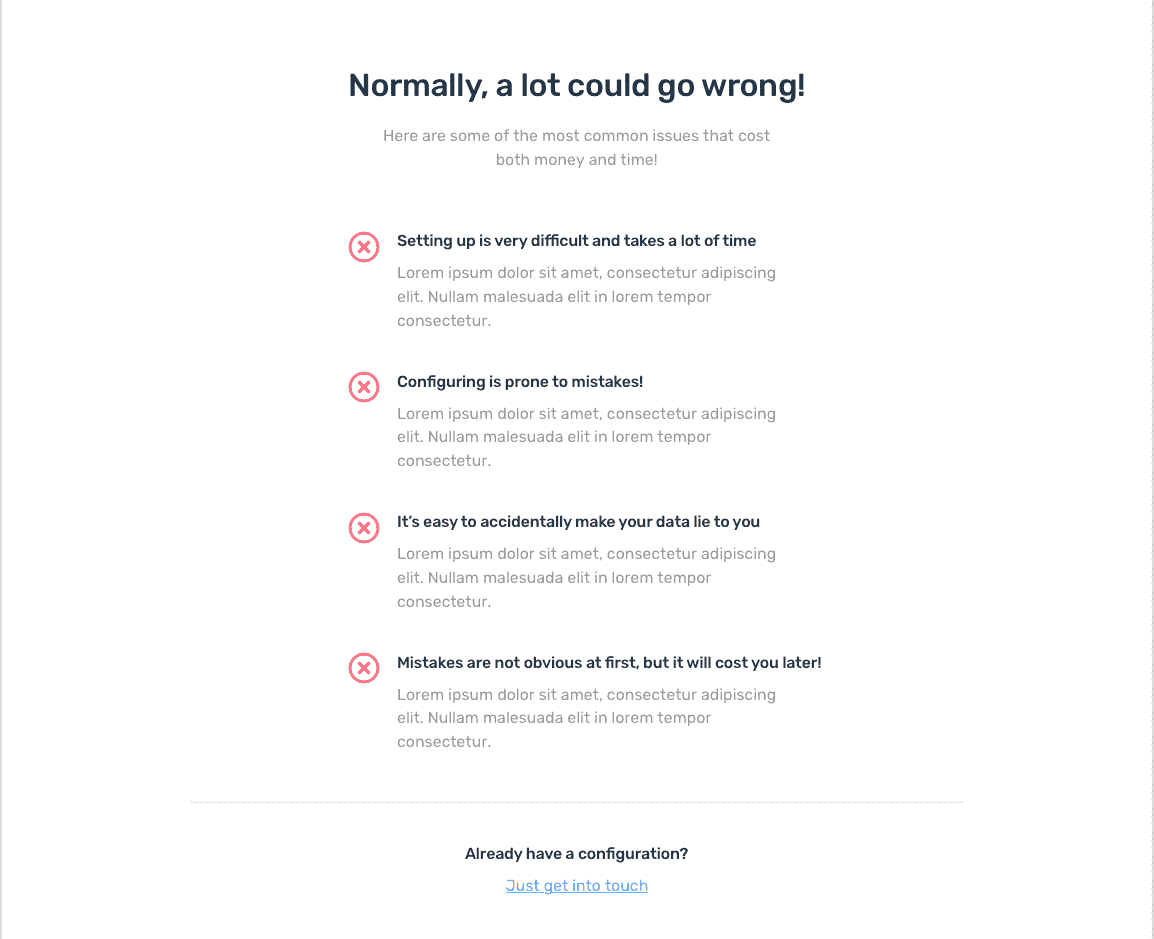 Normally, a lot could go wrong!
Here are some of the most common issues that cost
both money and time!
Setting up is very difficult and takes a lot of time
Lorem ipsum dolor sit amet, consectetur adipiscing
elit. Nullam malesuada elit in lorem tempor
consectetur.
Configuring is prone to mistakes!
Lorem ipsum dolor sit amet, consectetur adipiscing
elit. Nullam malesuada elit in lorem tempor
consectetur.
It’s easy to accidentally make your data lie to you
Lorem ipsum dolor sit amet, consectetur adipiscing
elit. Nullam malesuada elit in lorem tempor
consectetur.
Mistakes are not obvious at first, but it will cost you later!
Lorem ipsum dolor sit amet, consectetur adipiscing
elit. Nullam malesuada elit in lorem tempor
consectetur.
Already have a configuration?
Just get into touch